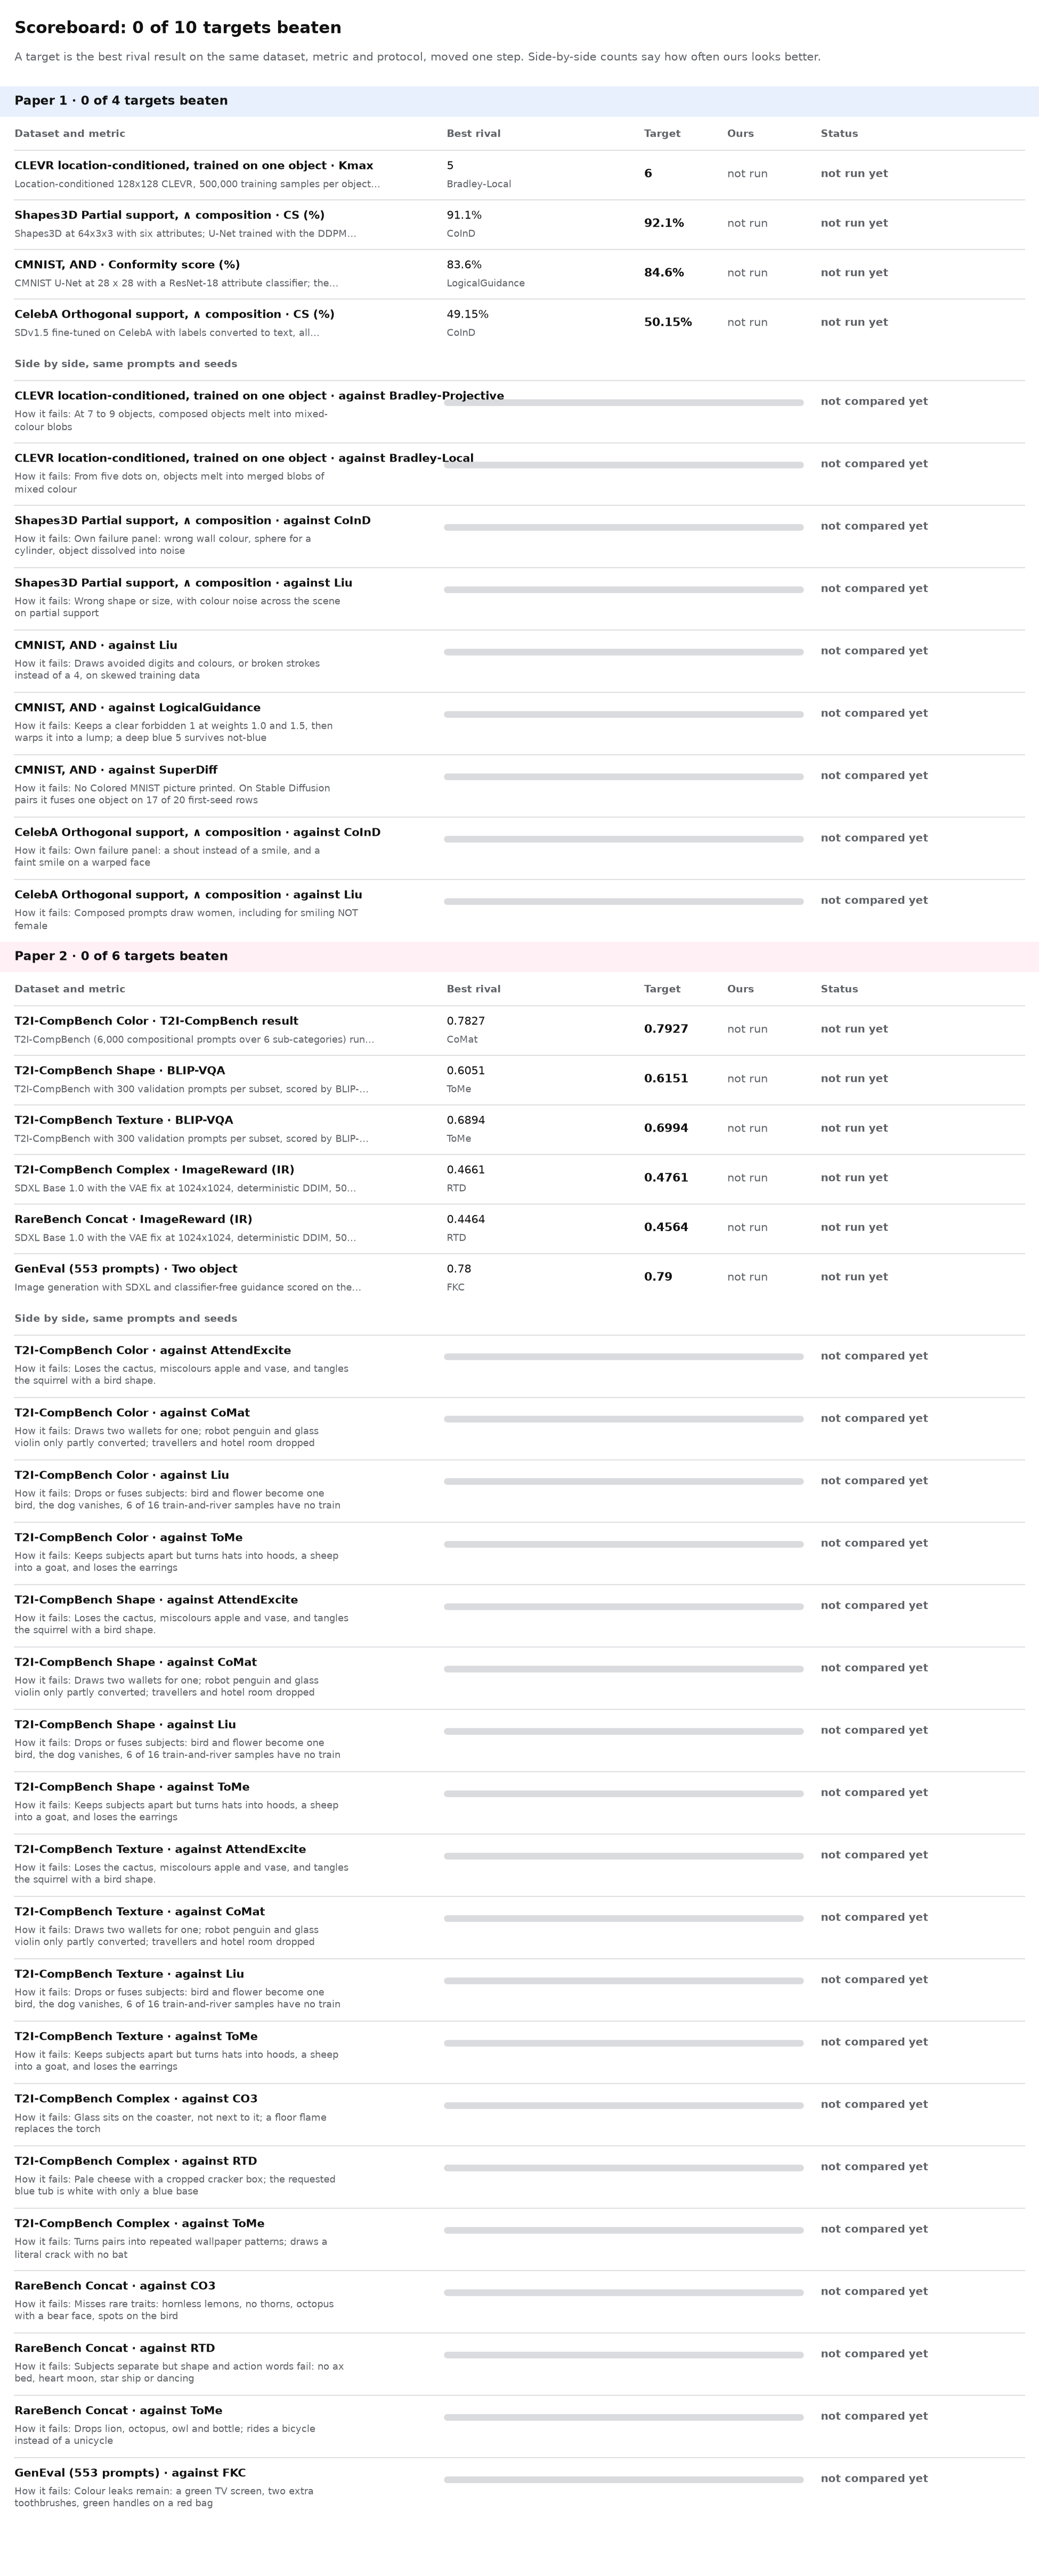 Scoreboard: 0 of 10 targets beaten
A target is the best rival result on the same dataset, metric and protocol, moved one step. Side-by-side counts say how often ours looks better.
Paper 1 · 0 of 4 targets beaten
Dataset and metric Best rival Target Ours Status
CLEVR location-conditioned, trained on one object · Kmax 5 6 not run not run yet
Location-conditioned 128x128 CLEVR, 500,000 training samples per object… Bradley-Local
Shapes3D Partial support, ∧ composition · CS (%) 91.1% 92.1% not run not run yet
Shapes3D at 64x3x3 with six attributes; U-Net trained with the DDPM… CoInD
CMNIST, AND · Conformity score (%) 83.6% 84.6% not run not run yet
CMNIST U-Net at 28 x 28 with a ResNet-18 attribute classifier; the… LogicalGuidance
CelebA Orthogonal support, ∧ composition · CS (%) 49.15% 50.15% not run not run yet
SDv1.5 fine-tuned on CelebA with labels converted to text, all… CoInD
Side by side, same prompts and seeds
CLEVR location-conditioned, trained on one object · against Bradley-Projective not compared yet
How it fails: At 7 to 9 objects, composed objects melt into mixed-
colour blobs
CLEVR location-conditioned, trained on one object · against Bradley-Local not compared yet
How it fails: From five dots on, objects melt into merged blobs of
mixed colour
Shapes3D Partial support, ∧ composition · against CoInD not compared yet
How it fails: Own failure panel: wrong wall colour, sphere for a
cylinder, object dissolved into noise
Shapes3D Partial support, ∧ composition · against Liu not compared yet
How it fails: Wrong shape or size, with colour noise across the scene
on partial support
CMNIST, AND · against Liu not compared yet
How it fails: Draws avoided digits and colours, or broken strokes
instead of a 4, on skewed training data
CMNIST, AND · against LogicalGuidance not compared yet
How it fails: Keeps a clear forbidden 1 at weights 1.0 and 1.5, then
warps it into a lump; a deep blue 5 survives not-blue
CMNIST, AND · against SuperDiff not compared yet
How it fails: No Colored MNIST picture printed. On Stable Diffusion
pairs it fuses one object on 17 of 20 first-seed rows
CelebA Orthogonal support, ∧ composition · against CoInD not compared yet
How it fails: Own failure panel: a shout instead of a smile, and a
faint smile on a warped face
CelebA Orthogonal support, ∧ composition · against Liu not compared yet
How it fails: Composed prompts draw women, including for smiling NOT
female
Paper 2 · 0 of 6 targets beaten
Dataset and metric Best rival Target Ours Status
T2I-CompBench Color · T2I-CompBench result 0.7827 0.7927 not run not run yet
T2I-CompBench (6,000 compositional prompts over 6 sub-categories) run… CoMat
T2I-CompBench Shape · BLIP-VQA 0.6051 0.6151 not run not run yet
T2I-CompBench with 300 validation prompts per subset, scored by BLIP-… ToMe
T2I-CompBench Texture · BLIP-VQA 0.6894 0.6994 not run not run yet
T2I-CompBench with 300 validation prompts per subset, scored by BLIP-… ToMe
T2I-CompBench Complex · ImageReward (IR) 0.4661 0.4761 not run not run yet
SDXL Base 1.0 with the VAE fix at 1024x1024, deterministic DDIM, 50… RTD
RareBench Concat · ImageReward (IR) 0.4464 0.4564 not run not run yet
SDXL Base 1.0 with the VAE fix at 1024x1024, deterministic DDIM, 50… RTD
GenEval (553 prompts) · Two object 0.78 0.79 not run not run yet
Image generation with SDXL and classifier-free guidance scored on the… FKC
Side by side, same prompts and seeds
T2I-CompBench Color · against AttendExcite not compared yet
How it fails: Loses the cactus, miscolours apple and vase, and tangles
the squirrel with a bird shape.
T2I-CompBench Color · against CoMat not compared yet
How it fails: Draws two wallets for one; robot penguin and glass
violin only partly converted; travellers and hotel room dropped
T2I-CompBench Color · against Liu not compared yet
How it fails: Drops or fuses subjects: bird and flower become one
bird, the dog vanishes, 6 of 16 train-and-river samples have no train
T2I-CompBench Color · against ToMe not compared yet
How it fails: Keeps subjects apart but turns hats into hoods, a sheep
into a goat, and loses the earrings
T2I-CompBench Shape · against AttendExcite not compared yet
How it fails: Loses the cactus, miscolours apple and vase, and tangles
the squirrel with a bird shape.
T2I-CompBench Shape · against CoMat not compared yet
How it fails: Draws two wallets for one; robot penguin and glass
violin only partly converted; travellers and hotel room dropped
T2I-CompBench Shape · against Liu not compared yet
How it fails: Drops or fuses subjects: bird and flower become one
bird, the dog vanishes, 6 of 16 train-and-river samples have no train
T2I-CompBench Shape · against ToMe not compared yet
How it fails: Keeps subjects apart but turns hats into hoods, a sheep
into a goat, and loses the earrings
T2I-CompBench Texture · against AttendExcite not compared yet
How it fails: Loses the cactus, miscolours apple and vase, and tangles
the squirrel with a bird shape.
T2I-CompBench Texture · against CoMat not compared yet
How it fails: Draws two wallets for one; robot penguin and glass
violin only partly converted; travellers and hotel room dropped
T2I-CompBench Texture · against Liu not compared yet
How it fails: Drops or fuses subjects: bird and flower become one
bird, the dog vanishes, 6 of 16 train-and-river samples have no train
T2I-CompBench Texture · against ToMe not compared yet
How it fails: Keeps subjects apart but turns hats into hoods, a sheep
into a goat, and loses the earrings
T2I-CompBench Complex · against CO3 not compared yet
How it fails: Glass sits on the coaster, not next to it; a floor flame
replaces the torch
T2I-CompBench Complex · against RTD not compared yet
How it fails: Pale cheese with a cropped cracker box; the requested
blue tub is white with only a blue base
T2I-CompBench Complex · against ToMe not compared yet
How it fails: Turns pairs into repeated wallpaper patterns; draws a
literal crack with no bat
RareBench Concat · against CO3 not compared yet
How it fails: Misses rare traits: hornless lemons, no thorns, octopus
with a bear face, spots on the bird
RareBench Concat · against RTD not compared yet
How it fails: Subjects separate but shape and action words fail: no ax
bed, heart moon, star ship or dancing
RareBench Concat · against ToMe not compared yet
How it fails: Drops lion, octopus, owl and bottle; rides a bicycle
instead of a unicycle
GenEval (553 prompts) · against FKC not compared yet
How it fails: Colour leaks remain: a green TV screen, two extra
toothbrushes, green handles on a red bag